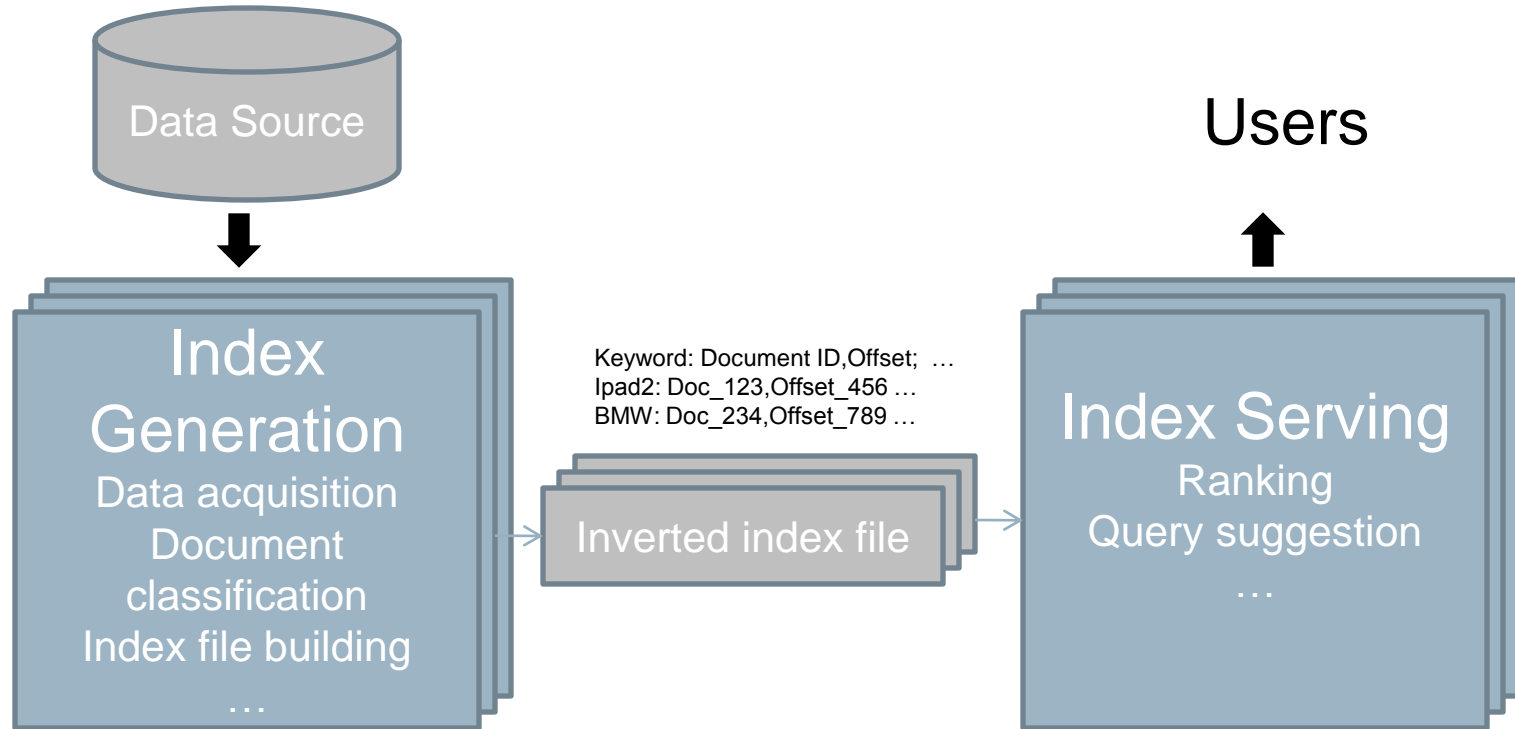 Data Source
Users
Index
Generation
Data acquisition
Document
classification
Index file building
…
Keyword: Document ID,Offset;  …
Ipad2: Doc_123,Offset_456 …
BMW: Doc_234,Offset_789 …
Inverted index file
Index Serving
Ranking
Query suggestion
…